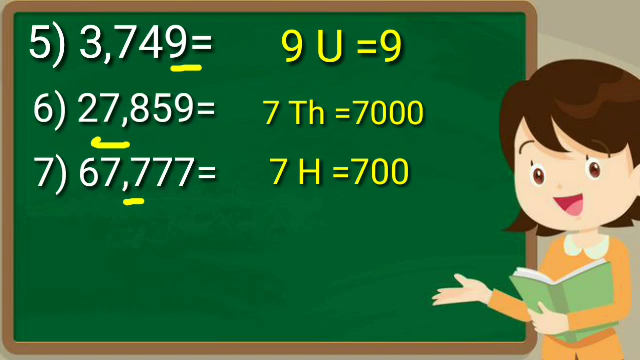 5) 3,749= 9 U =9
6) 27,859= 7 Th =7000
7) 67,777= 7 H =700